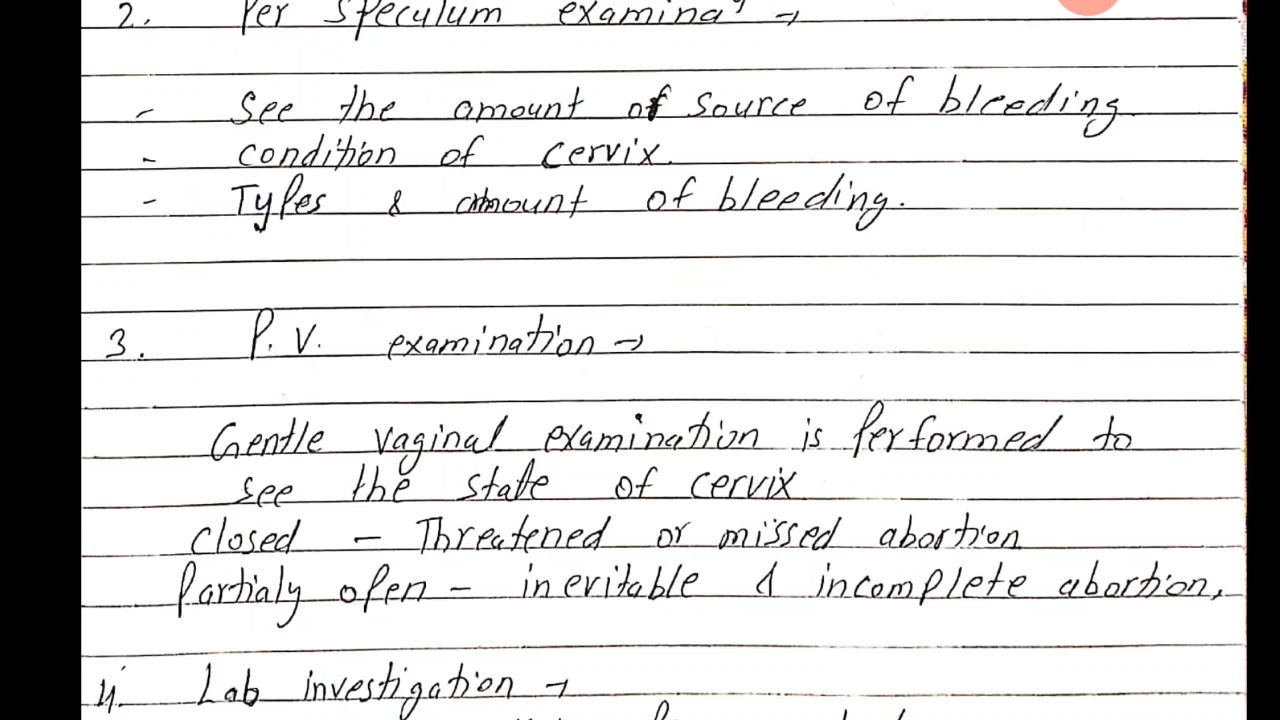 2. Per speculum examinaⁿ →
- See the amount of source of bleeding.
- condition of cervix.
- Types & amount of bleeding.
3. P.V. examination →
Gentle vaginal examination is performed to
see the state of cervix
closed - Threatened or missed abortion
Partialy open - inevitable & incomplete abortion,
4. Lab investigation →